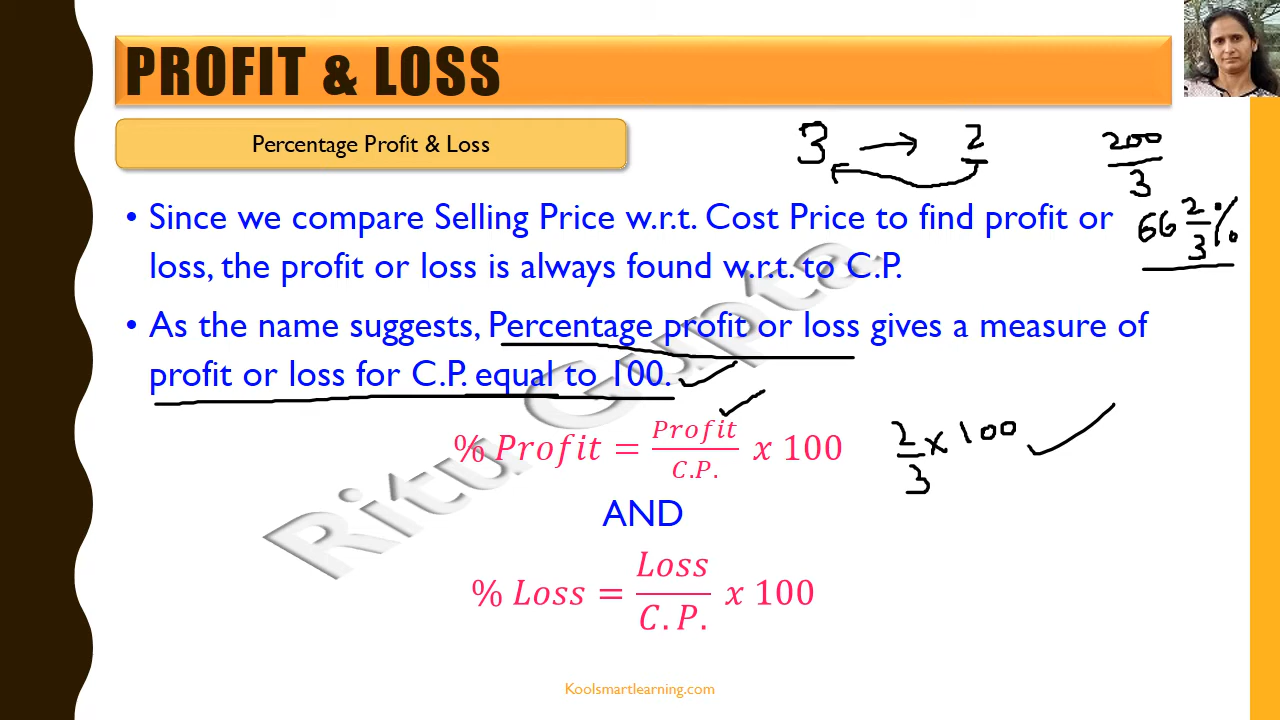 PROFIT & LOSS
Percentage Profit & Loss
3 → 2
200
3
• Since we compare Selling Price w.r.t. Cost Price to find profit or
loss, the profit or loss is always found w.r.t. to C.P.
66 2/3 %
• As the name suggests, Percentage profit or loss gives a measure of
profit or loss for C.P. equal to 100.
% Profit = Profit/C.P. x 100
2/3 x 100
AND
% Loss = Loss/C.P. x 100
Ritu Gupta
Koolsmartlearning.com